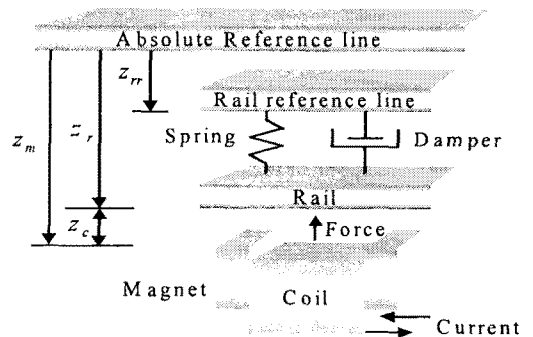 Absolute Reference line
z_rr
Rail reference line
z_m
z_r
Spring
Damper
Rail
z_c
Force
Magnet
Coil
Current